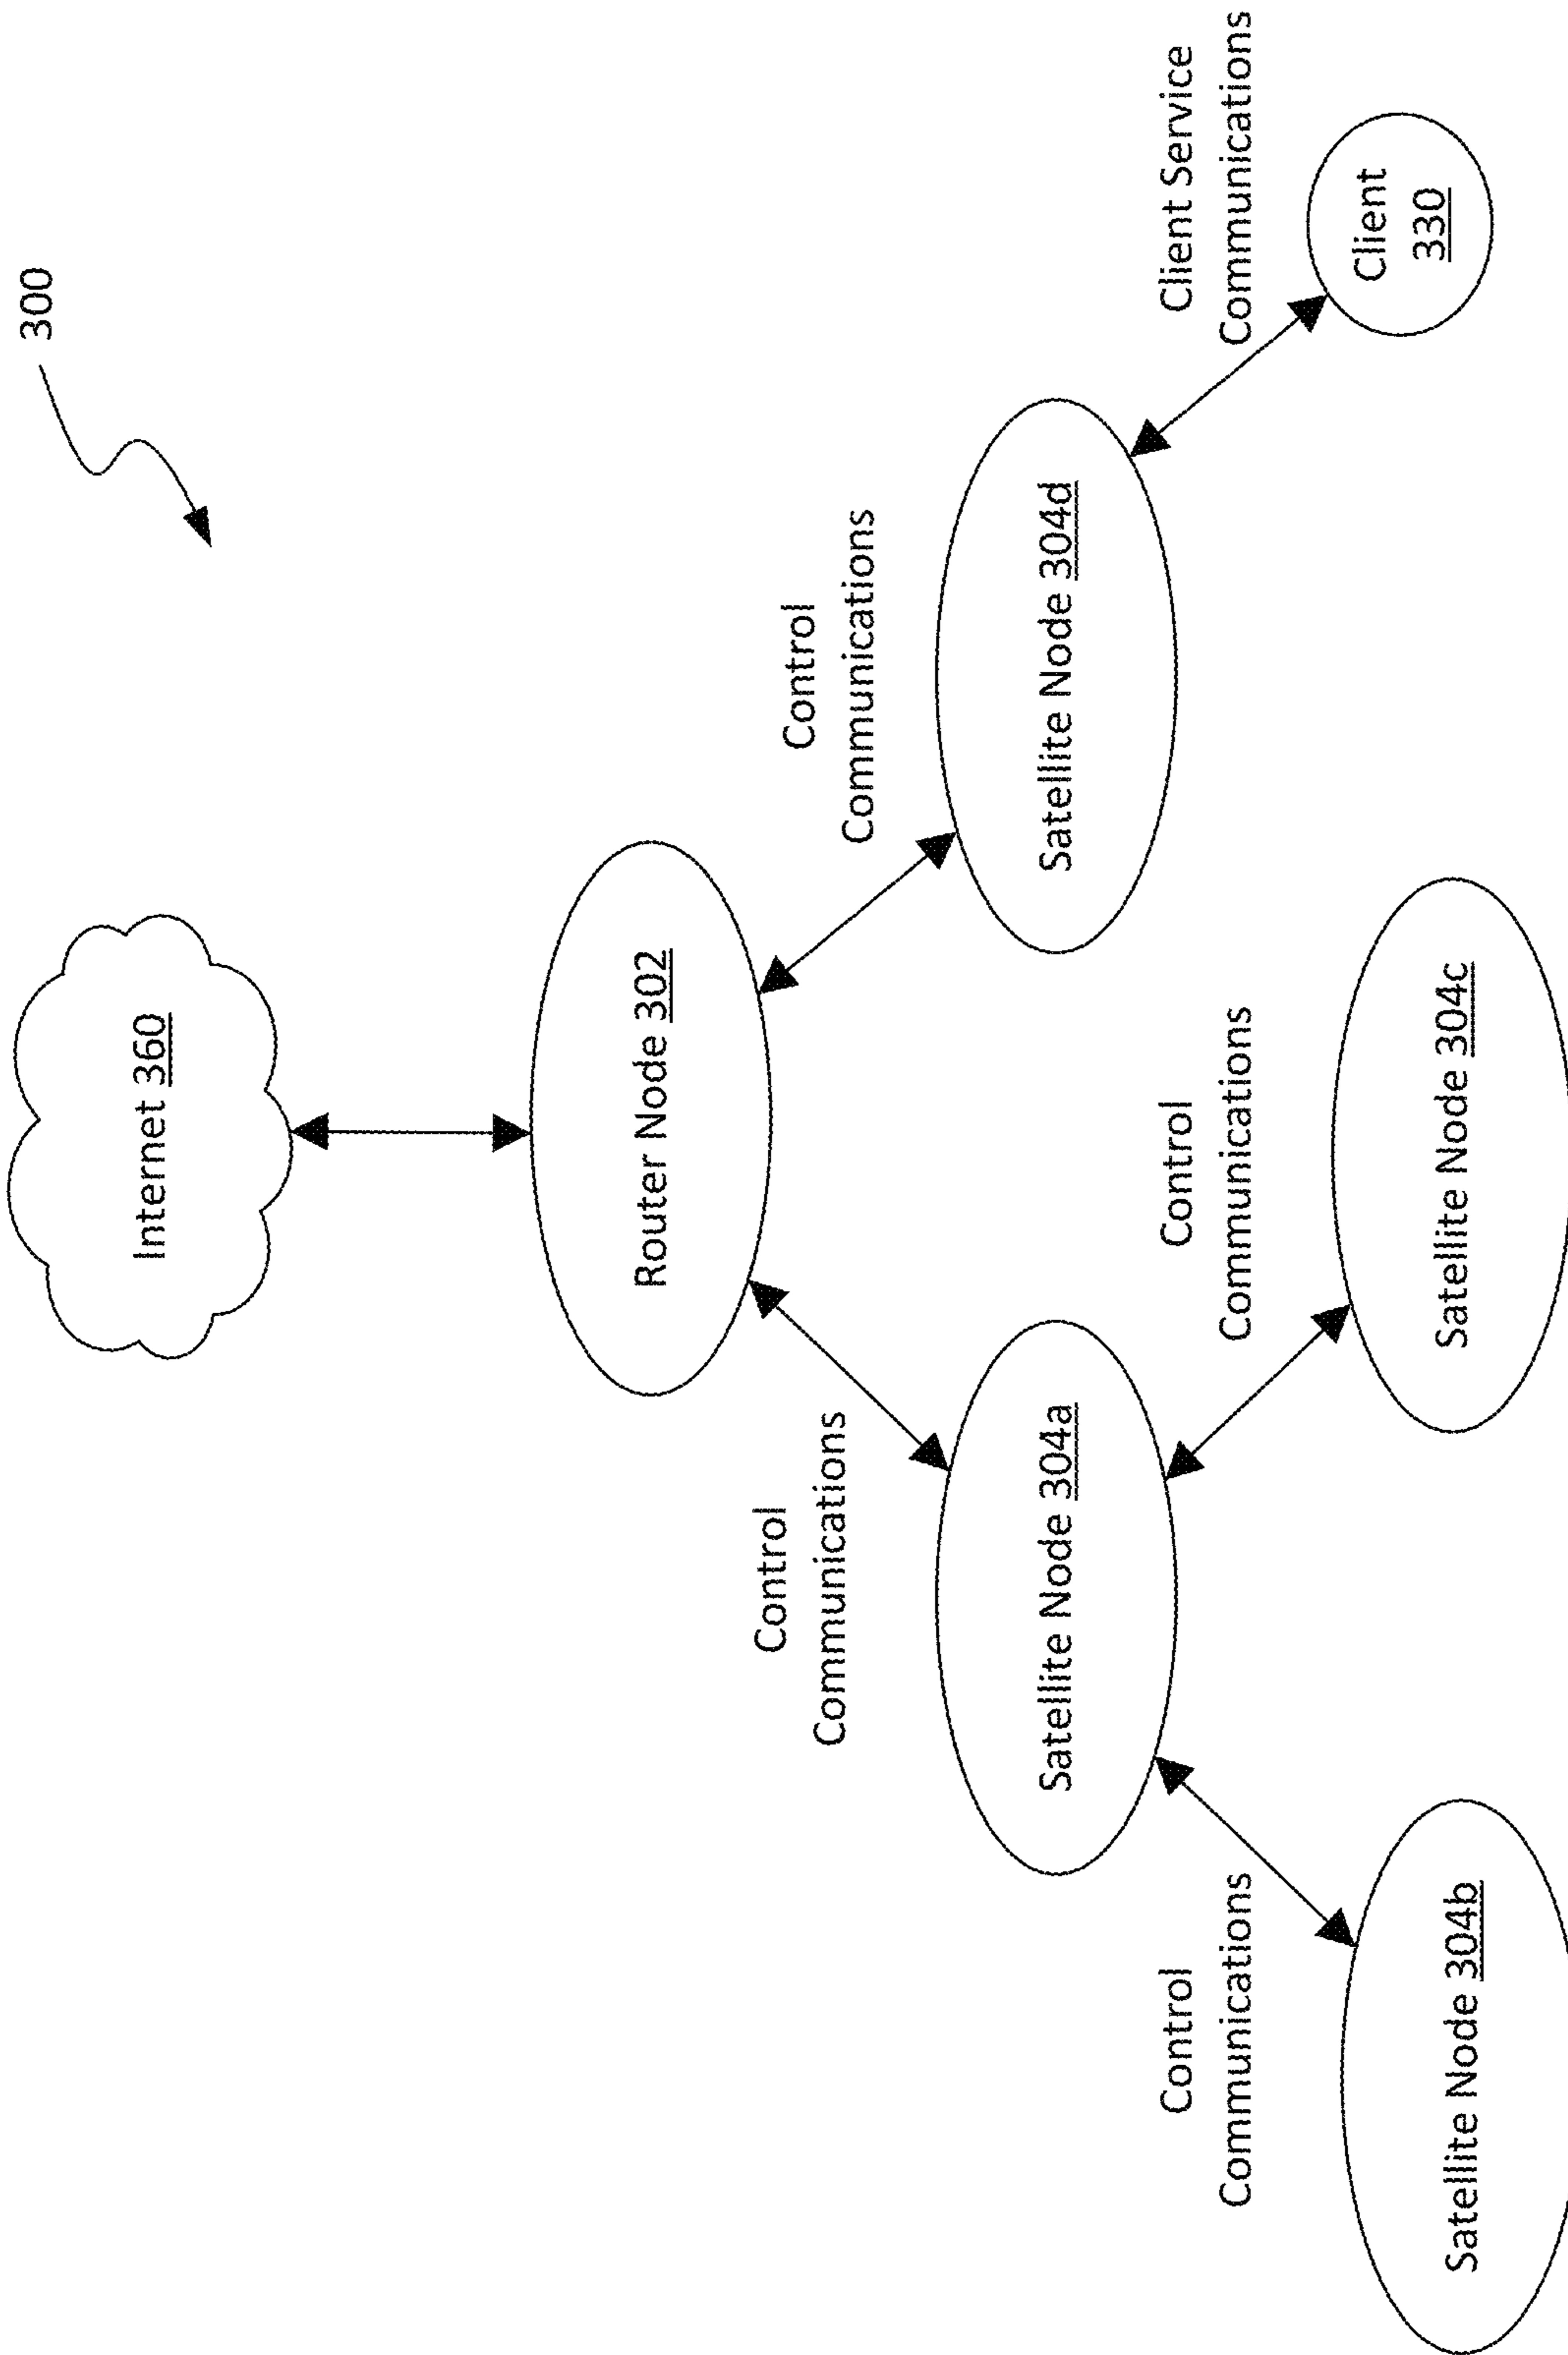 300
Internet 360
Router Node 302
Control
Communications
Control
Communications
Satellite Node 304a
Satellite Node 304d
Control
Communications
Control
Communications
Client Service
Communications
Satellite Node 304b
Satellite Node 304c
Client
330